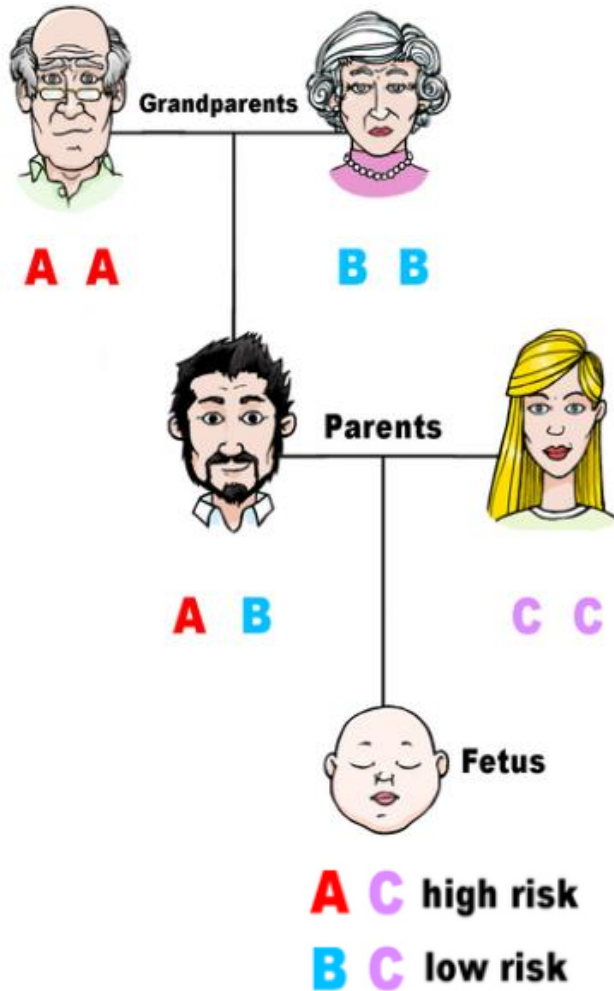 Grandparents
A A
B B
Parents
A B
C C
Fetus
A C high risk
B C low risk